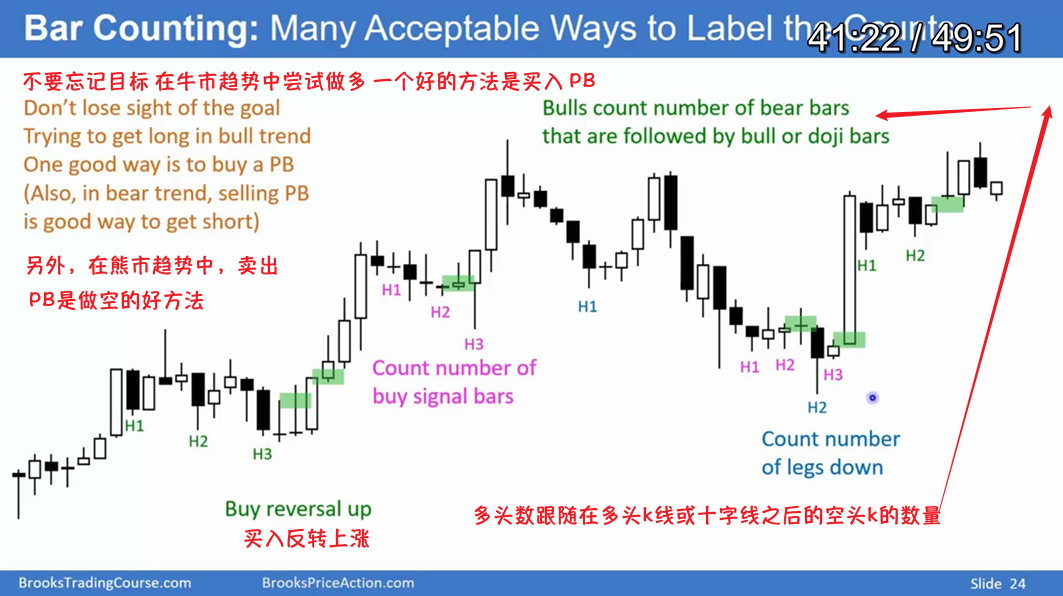 Bar Counting: Many Acceptable Ways to Label the Counts
41:22 / 49:51
不要忘记目标 在牛市趋势中尝试做多 一个好的方法是买入 PB
Don't lose sight of the goal
Trying to get long in bull trend
One good way is to buy a PB
(Also, in bear trend, selling PB
is good way to get short)
Bulls count number of bear bars
that are followed by bull or doji bars
另外，在熊市趋势中，卖出
PB是做空的好方法
H1
H2
H3
H1
H2
H3
Count number of
buy signal bars
H1
H1
H2
H3
H2
H1
H2
Count number
of legs down
Buy reversal up
买入反转上涨
多头数跟随在多头k线或十字线之后的空头k的数量
BrooksTradingCourse.com
BrooksPriceAction.com
Slide 24